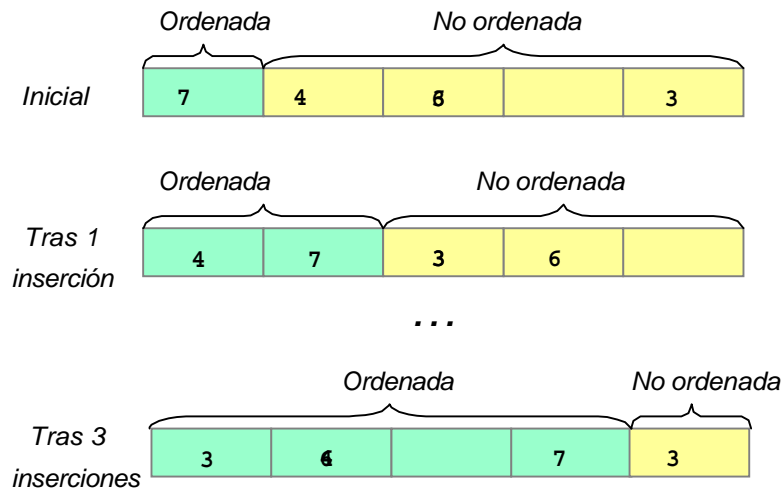 Ordenada No ordenada
Inicial 7 4 3
Ordenada No ordenada
Tras 1
inserción
4 7 3 6
...
Ordenada No ordenada
Tras 3
inserciones
3 7 3